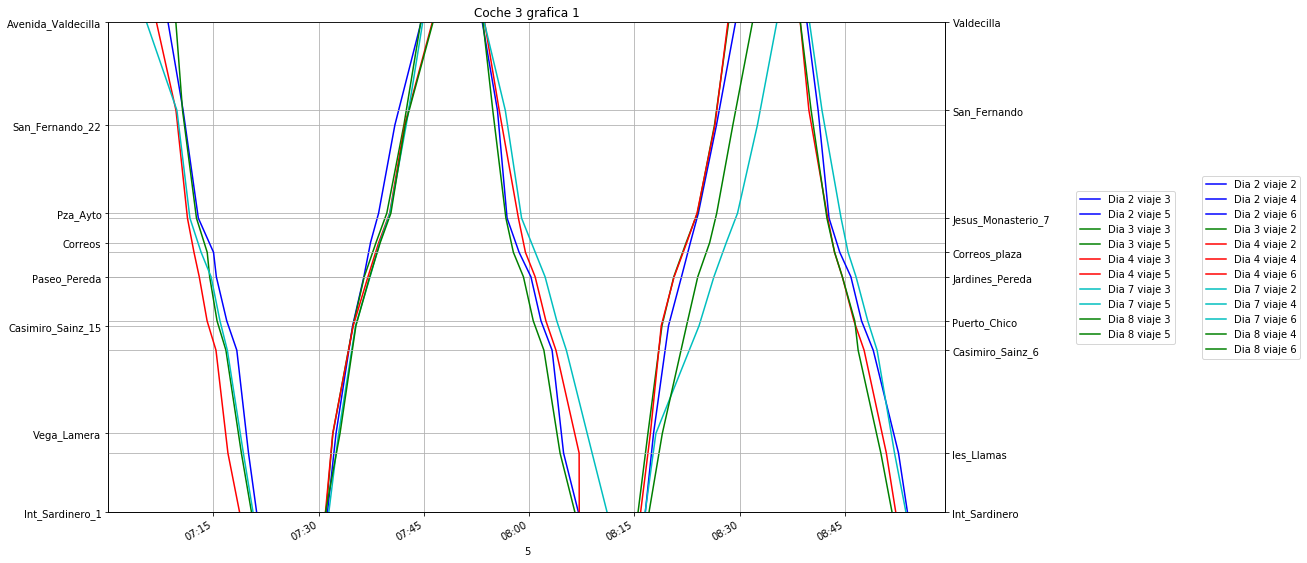 Coche 3 grafica 1
Avenida_Valdecilla
San_Fernando_22
Pza_Ayto
Correos
Paseo_Pereda
Casimiro_Sainz_15
Vega_Lamera
Int_Sardinero_1
Valdecilla
San_Fernando
Jesus_Monasterio_7
Correos_plaza
Jardines_Pereda
Puerto_Chico
Casimiro_Sainz_6
Ies_Llamas
Int_Sardinero
07:15
07:30
07:45
08:00
08:15
08:30
08:45
5
Dia 2 viaje 3
Dia 2 viaje 5
Dia 3 viaje 3
Dia 3 viaje 5
Dia 4 viaje 3
Dia 4 viaje 5
Dia 7 viaje 3
Dia 7 viaje 5
Dia 8 viaje 3
Dia 8 viaje 5
Dia 2 viaje 2
Dia 2 viaje 4
Dia 2 viaje 6
Dia 3 viaje 2
Dia 4 viaje 2
Dia 4 viaje 4
Dia 4 viaje 6
Dia 7 viaje 2
Dia 7 viaje 4
Dia 7 viaje 6
Dia 8 viaje 4
Dia 8 viaje 6